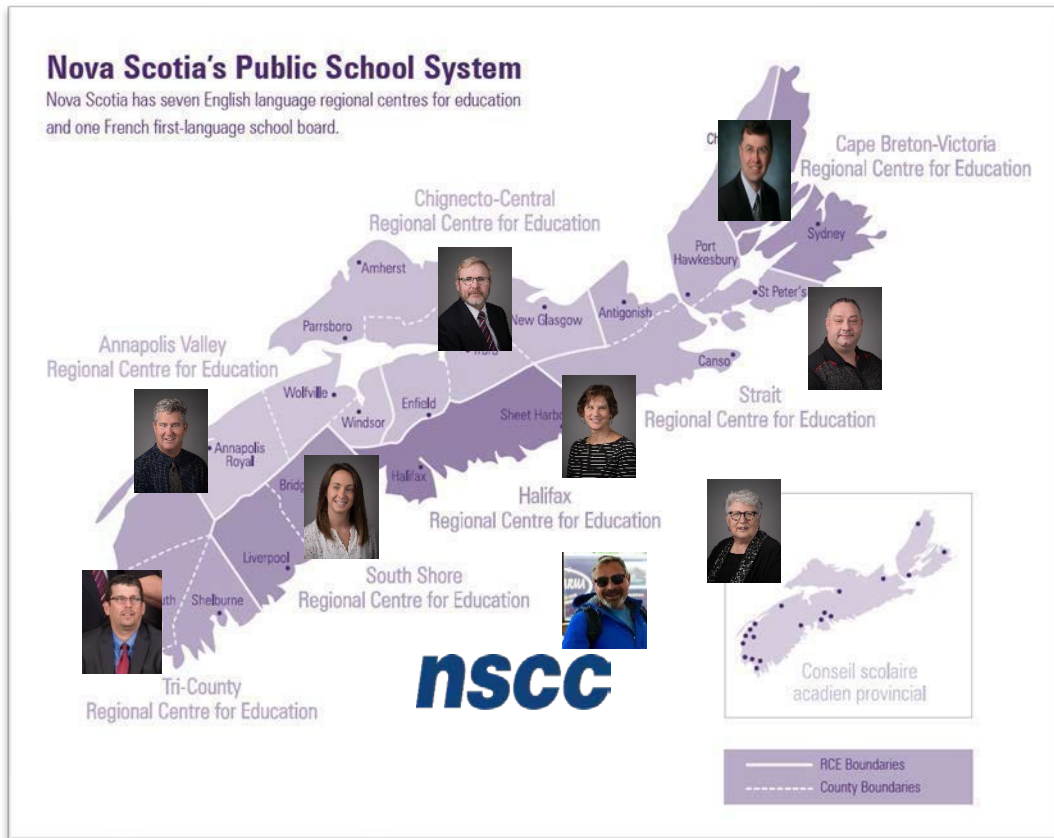 Nova Scotia's Public School System
Nova Scotia has seven English language regional centres for education
and one French first-language school board.
Cape Breton-Victoria
Regional Centre for Education
Chignecto-Central
Regional Centre for Education
Sydney
Port
Hawkesbury
Amherst
St Peter's
Antigonish
New Glasgow
Parrsboro
Annapolis Valley
Regional Centre for Education
Canso
Wolfville
Enfield
Windsor
Strait
Regional Centre for Education
Sheet Harbo
Annapolis
Royal
Halifax
Halifax
Regional Centre for Education
Liverpool
South Shore
Regional Centre for Education
Shelburne
nscc
Tri-County
Regional Centre for Education
Conseil scolaire
acadien provincial
RCE Boundaries
County Boundaries